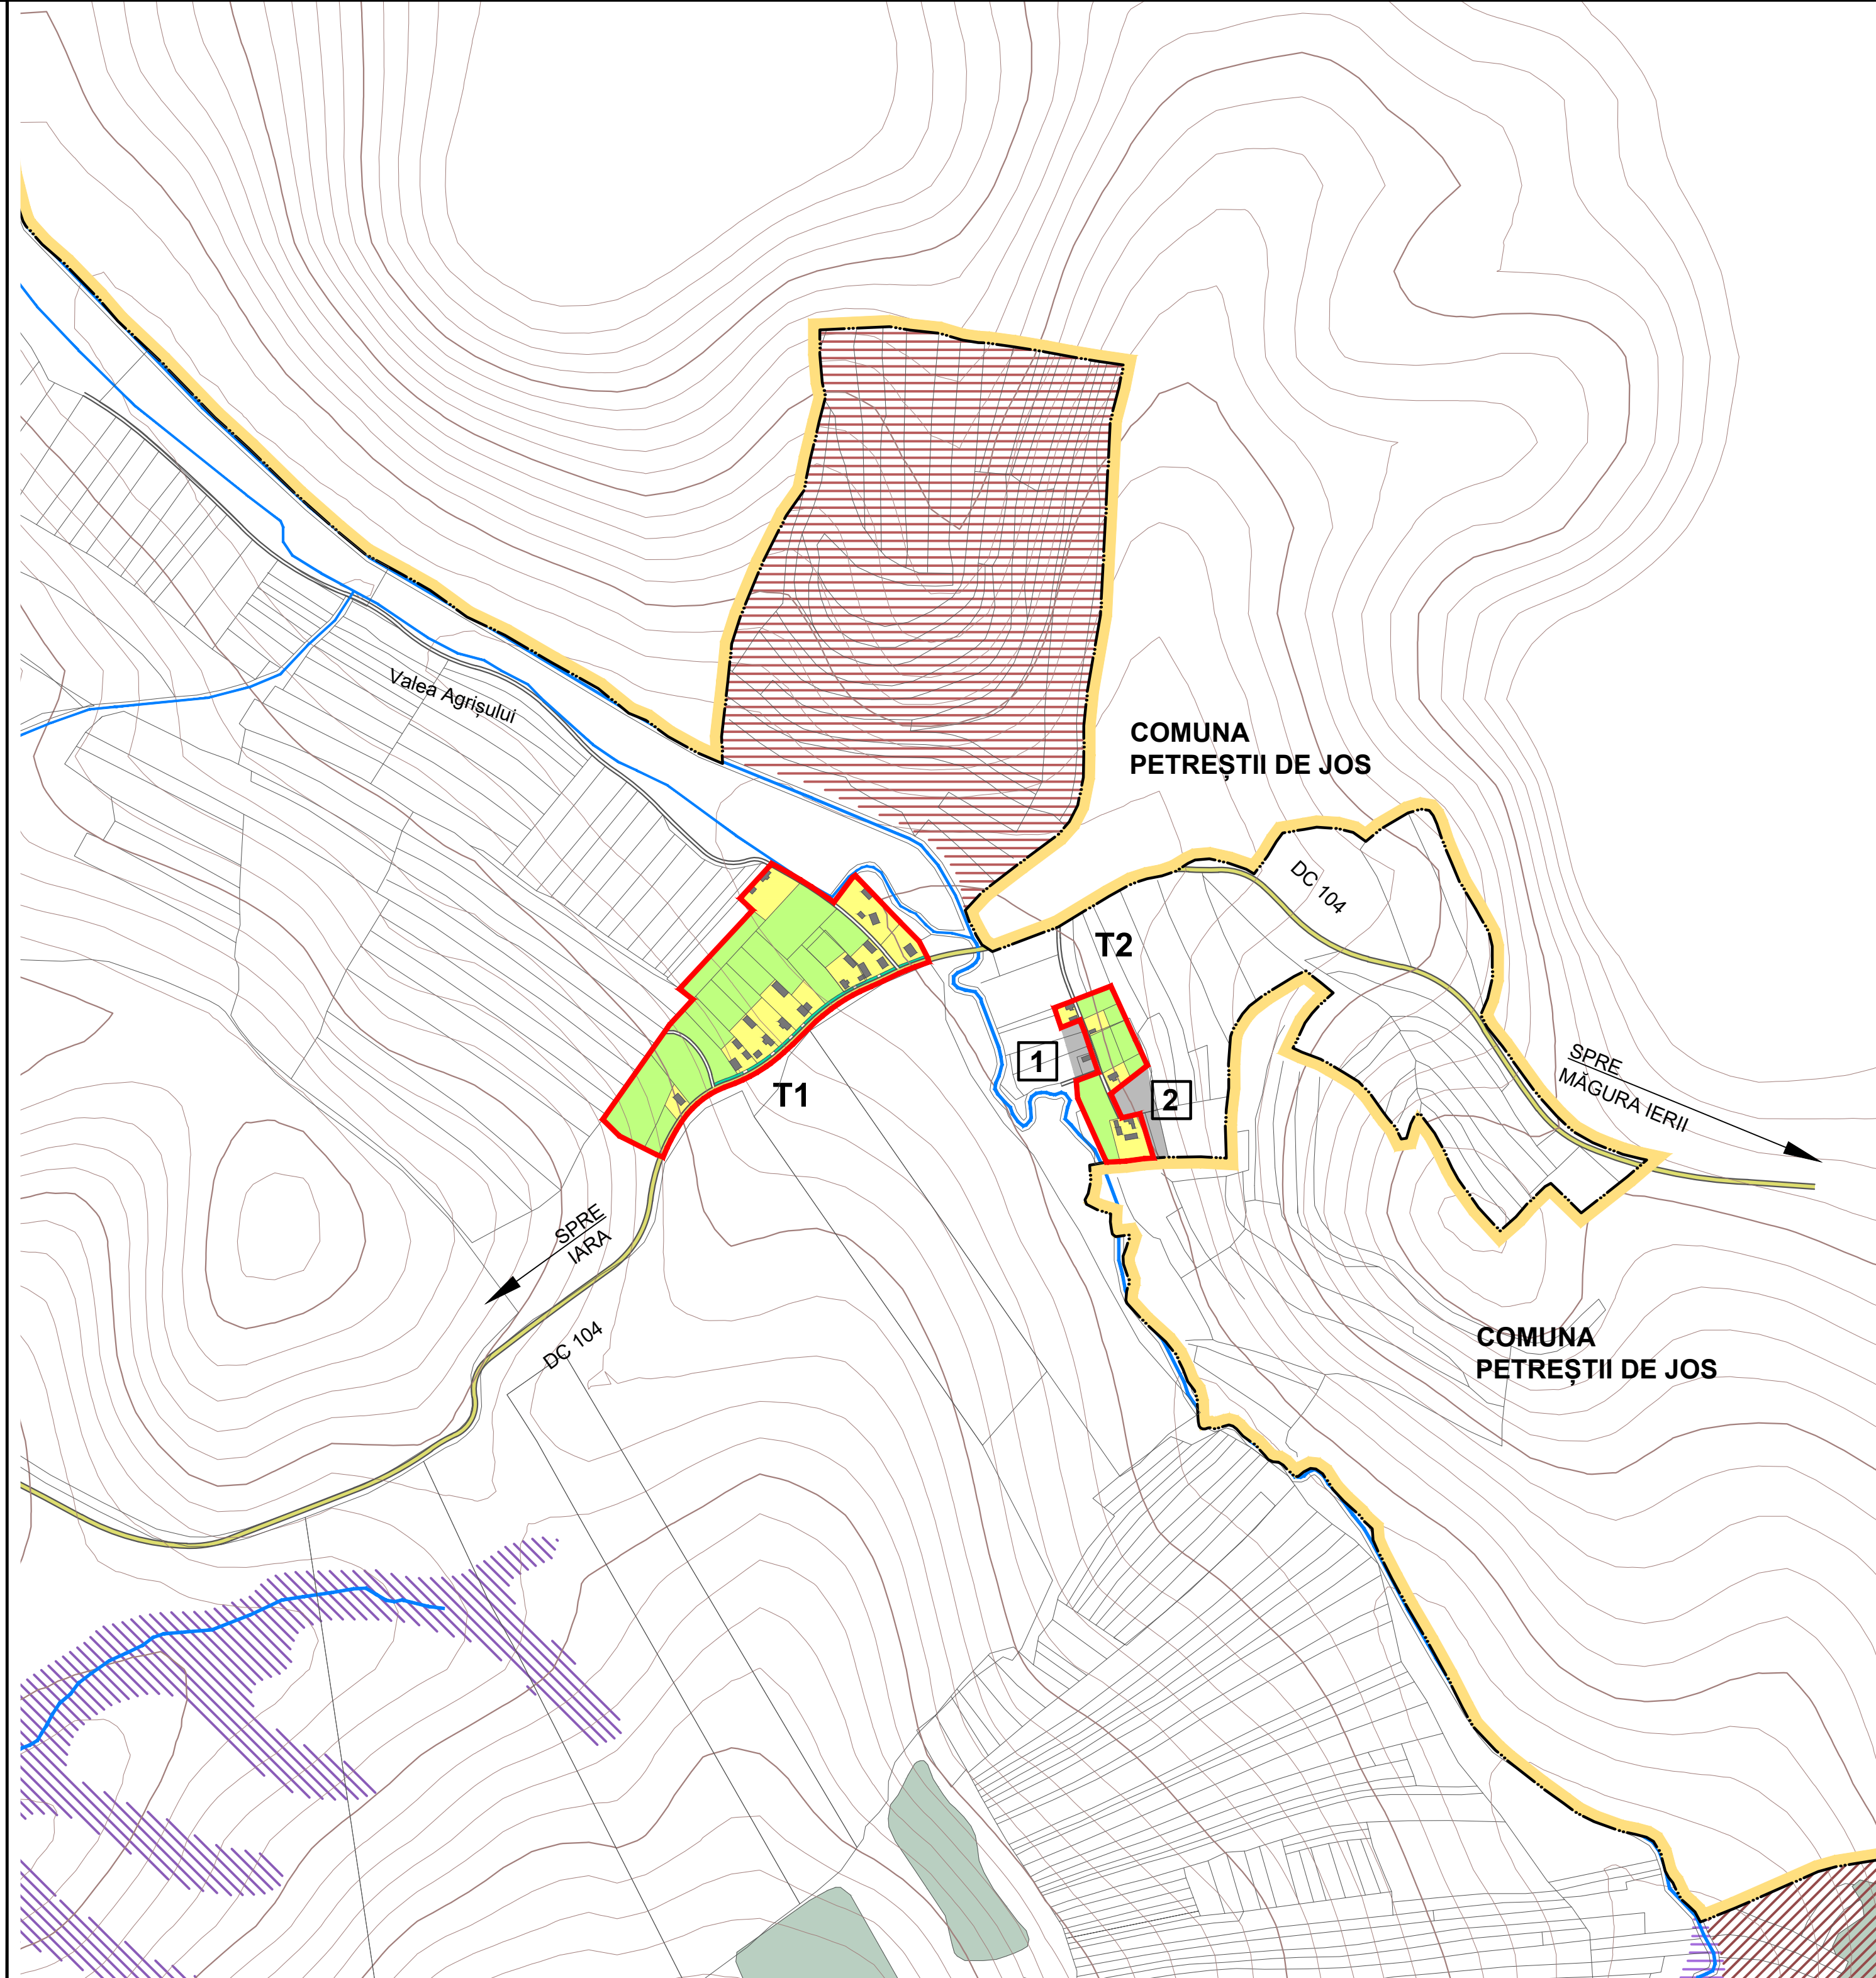 Valea Agrișului
COMUNA
PETREȘTII DE JOS
DC 104
T2
1
2
T1
SPRE
MĂGURA IERII
SPRE
IARA
DC 104
COMUNA
PETREȘTII DE JOS